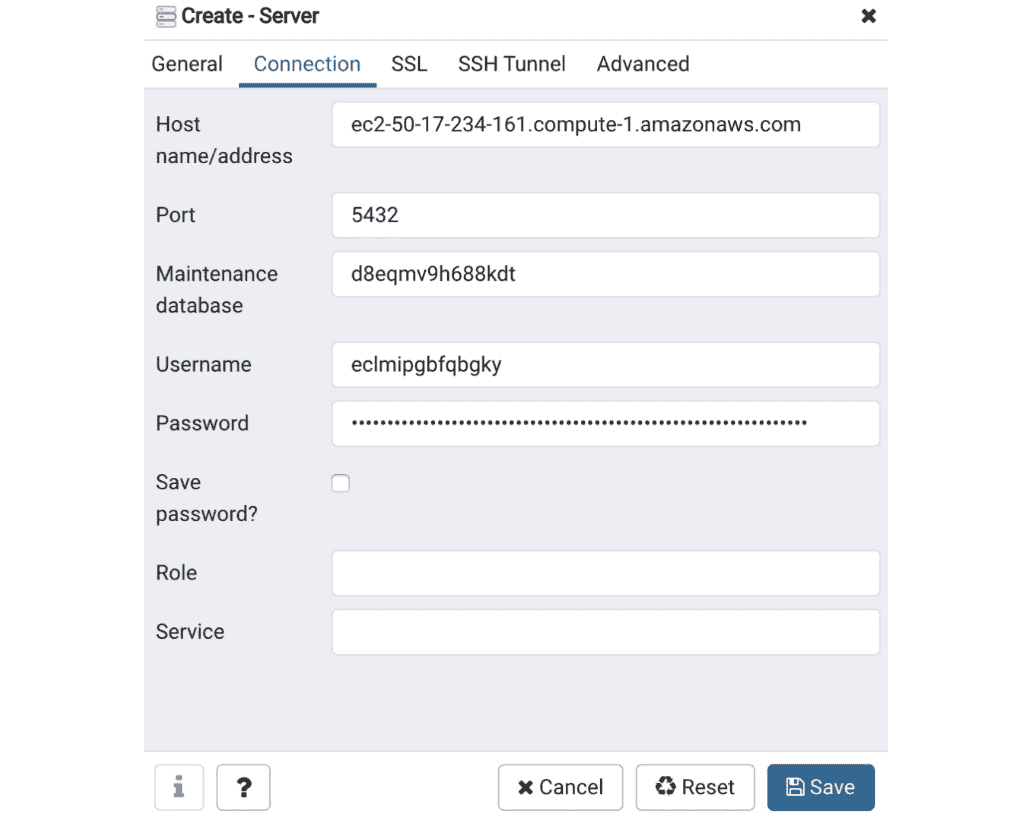 Create - Server
General Connection SSL SSH Tunnel Advanced
Host name/address
ec2-50-17-234-161.compute-1.amazonaws.com
Port
5432
Maintenance database
d8eqmv9h688kdt
Username
eclmipgbfqbgky
Password
••••••••••••••••••••••••••••••••••••••••••••••••••••••••••••••••
Save password?
Role
Service
i ? Cancel Reset Save